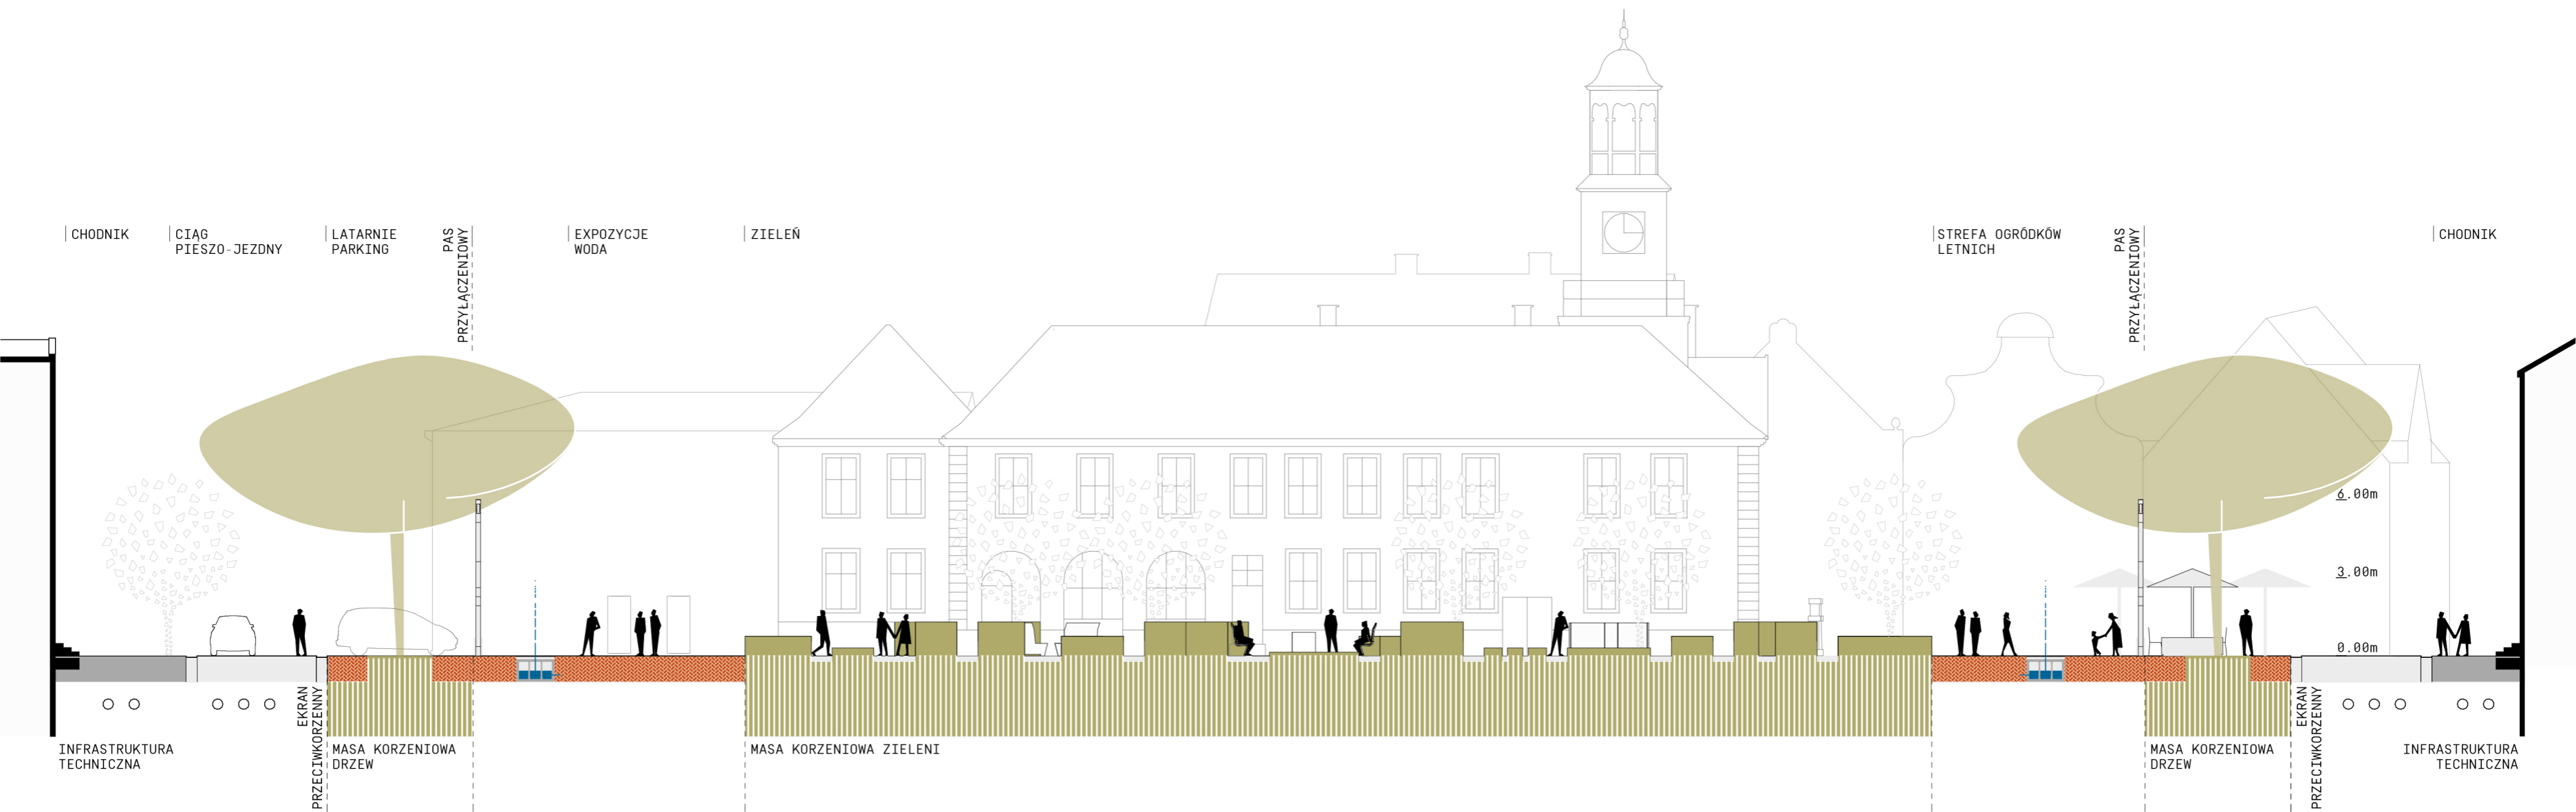 CHODNIK
CIĄG
PIESZO-JEZDNY
LATARNIE
PARKING
PAS
PRZYŁĄCZENIOWY
EXPOZYCJE
WODA
ZIELEŃ
STREFA OGRÓDKÓW
LETNICH
PAS
PRZYŁĄCZENIOWY
CHODNIK
6.00m
3.00m
0.00m
INFRASTRUKTURA
TECHNICZNA
EKRAN
PRZECIWKORZENNY
MASA KORZENIOWA
DRZEW
MASA KORZENIOWA ZIELENI
MASA KORZENIOWA
DRZEW
EKRAN
PRZECIWKORZENNY
INFRASTRUKTURA
TECHNICZNA